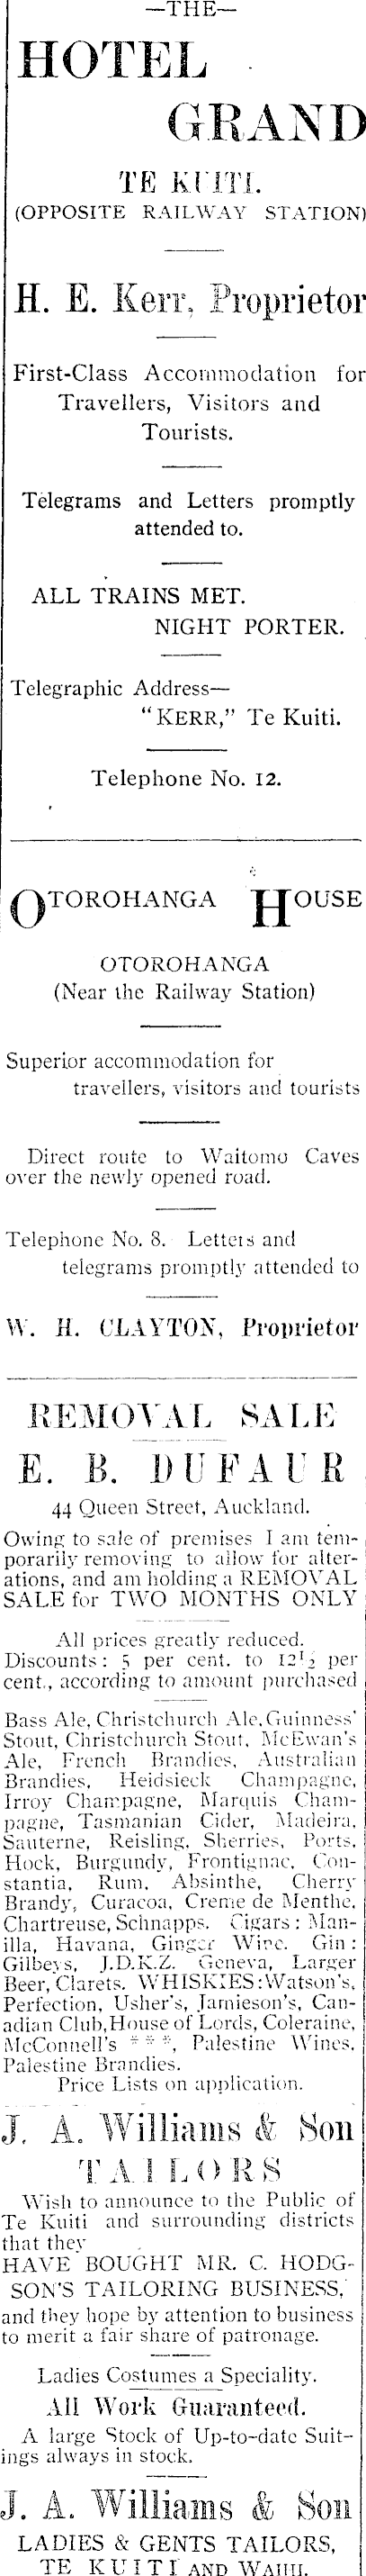 —THE—
HOTEL
GRAND
TE KUITI.
(OPPOSITE RAILWAY STATION)
H. E. Kerr, Proprietor
First-Class Accommodation for
Travellers, Visitors and
Tourists.
Telegrams and Letters promptly
attended to.
ALL TRAINS MET.
NIGHT PORTER.
Telegraphic Address—
"KERR," Te Kuiti.
Telephone No. 12.
OTOROHANGA HOUSE
OTOROHANGA
(Near the Railway Station)
Superior accommodation for
travellers, visitors and tourists
Direct route to Waitomo Caves
over the newly opened road.
Telephone No. 8. Letters and
telegrams promptly attended to
W. H. CLAYTON, Proprietor
REMOVAL SALE
E. B. DUFAUR
44 Queen Street, Auckland.
Owing to sale of premises I am tem-
porarily removing to allow for alter-
ations, and am holding a REMOVAL
SALE for TWO MONTHS ONLY
All prices greatly reduced.
Discounts: 5 per cent. to 12½ per
cent., according to amount purchased
Bass Ale, Christchurch Ale, Guinness'
Stout, Christchurch Stout, McEwan's
Ale, French Brandies, Australian
Brandies, Heidsieck Champagne,
Irroy Champagne, Marquis Cham-
pagne, Tasmanian Cider, Madeira,
Sauterne, Reisling, Sherries, Ports,
Hock, Burgundy, Frontignac, Con-
stantia, Rum, Absinthe, Cherry
Brandy, Curacoa, Creme de Menthe,
Chartreuse, Schnapps. Cigars: Man-
illa, Havana, Ginger Wine. Gin:
Gilbeys, J.D.K.Z. Geneva, Larger
Beer, Clarets. WHISKIES: Watson's,
Perfection, Usher's, Jamieson's, Can-
adian Club, House of Lords, Coleraine,
McConnell's ***, Palestine Wines,
Palestine Brandies.
Price Lists on application.
J. A. Williams & Son
TAILORS
Wish to announce to the Public of
Te Kuiti and surrounding districts
that they
HAVE BOUGHT MR. C. HODG-
SON'S TAILORING BUSINESS,
and they hope by attention to business
to merit a fair share of patronage.
Ladies Costumes a Speciality.
All Work Guaranteed.
A large Stock of Up-to-date Suit-
ings always in stock.
J. A. Williams & Son
LADIES & GENTS TAILORS,
TE KUITI AND WAIHI.